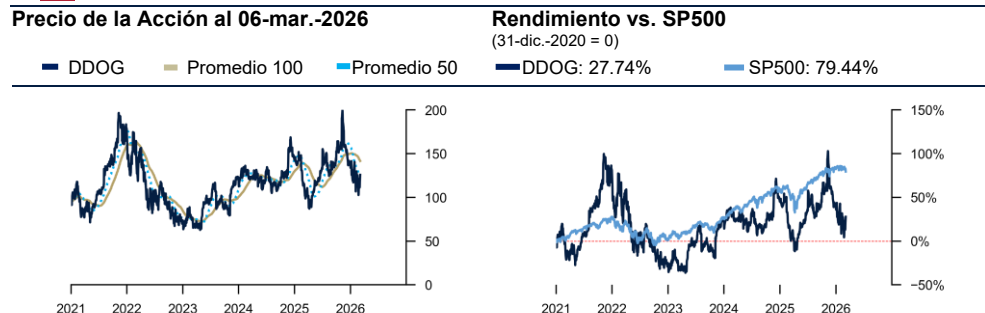 Precio de la Acción al 06-mar.-2026
Rendimiento vs. SP500
(31-dic.-2020 = 0)
DDOG Promedio 100 Promedio 50
DDOG: 27.74% SP500: 79.44%
200
150
100
50
0
2021 2022 2023 2024 2025 2026
150%
100%
50%
0%
−50%
2021 2022 2023 2024 2025 2026